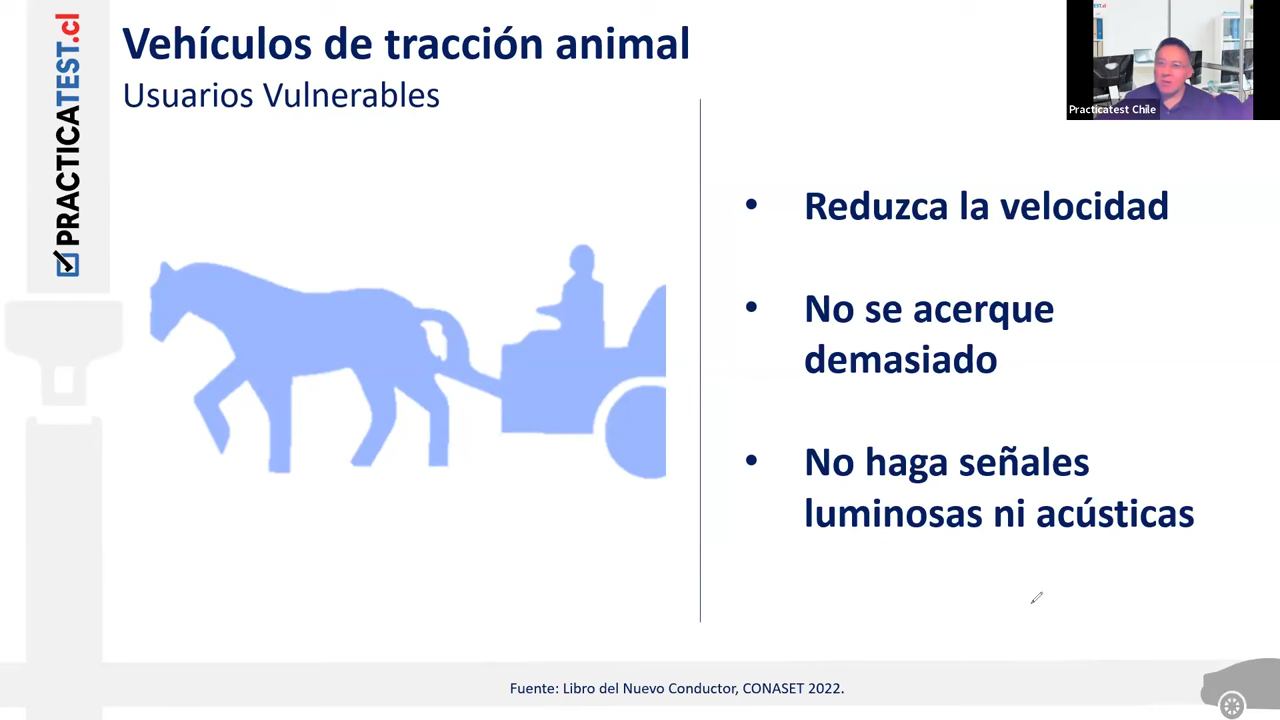 PRACTICATEST.cl
Vehículos de tracción animal
Usuarios Vulnerables
Practicatest Chile
• Reduzca la velocidad
• No se acerque
demasiado
• No haga señales
luminosas ni acústicas
Fuente: Libro del Nuevo Conductor, CONASET 2022.